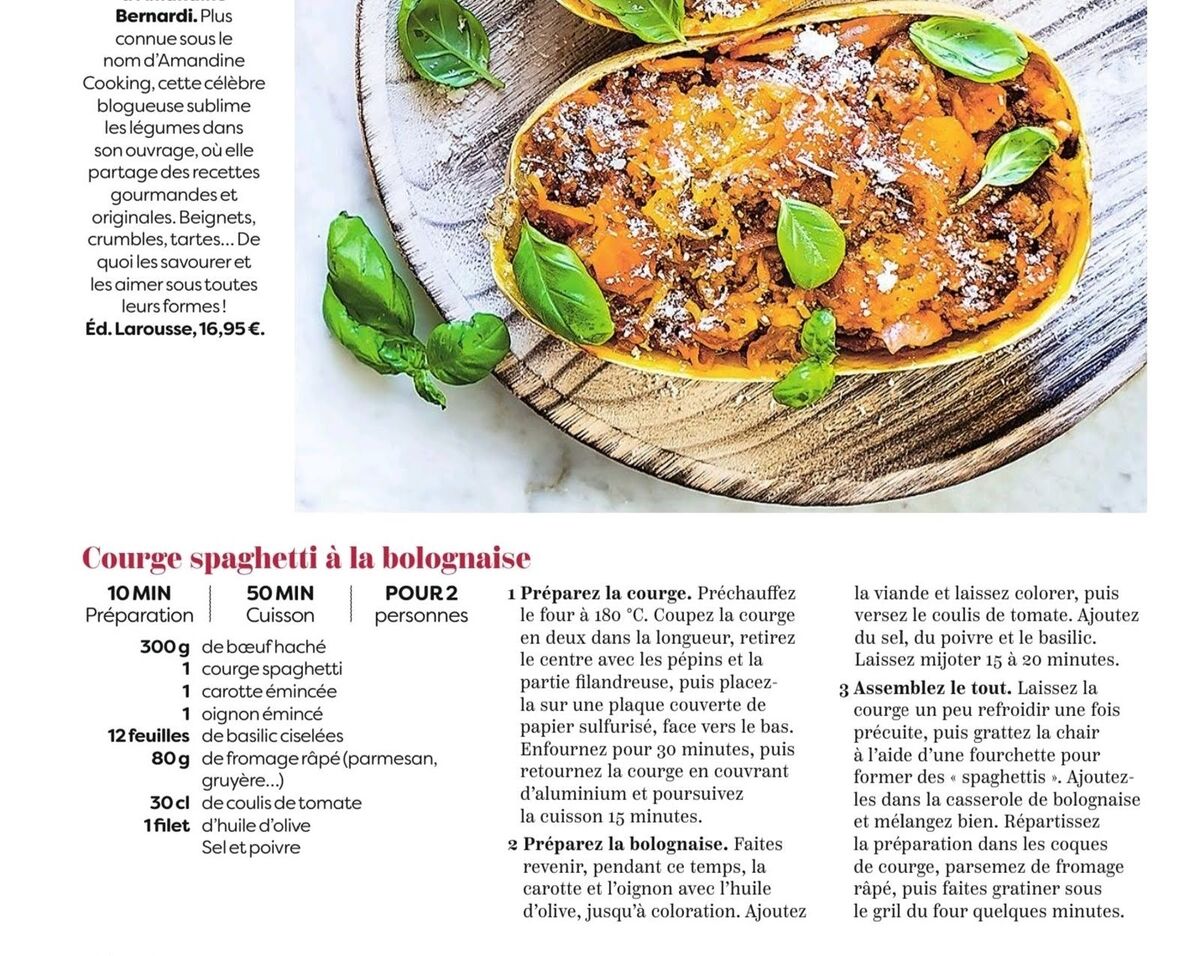 Bernardi. Plus
connue sous le
nom d'Amandine
Cooking, cette célèbre
blogueuse sublime
les légumes dans
son ouvrage, où elle
partage des recettes
gourmandes et
originales. Beignets,
crumbles, tartes... De
quoi les savourer et
les aimer sous toutes
leurs formes !
Éd. Larousse, 16,95 €.
Courge spaghetti à la bolognaise
10 MIN
Préparation
50 MIN
Cuisson
POUR 2
personnes
300 g de bœuf haché
1 courge spaghetti
1 carotte émincée
1 oignon émincé
12 feuilles de basilic ciselées
80 g de fromage râpé (parmesan,
gruyère...)
30 cl de coulis de tomate
1 filet d'huile d'olive
Sel et poivre
1 Préparez la courge. Préchauffez
le four à 180 °C. Coupez la courge
en deux dans la longueur, retirez
le centre avec les pépins et la
partie filandreuse, puis placez-
la sur une plaque couverte de
papier sulfurisé, face vers le bas.
Enfournez pour 30 minutes, puis
retournez la courge en couvrant
d'aluminium et poursuivez
la cuisson 15 minutes.
2 Préparez la bolognaise. Faites
revenir, pendant ce temps, la
carotte et l'oignon avec l'huile
d'olive, jusqu'à coloration. Ajoutez
la viande et laissez colorer, puis
versez le coulis de tomate. Ajoutez
du sel, du poivre et le basilic.
Laissez mijoter 15 à 20 minutes.
3 Assemblez le tout. Laissez la
courge un peu refroidir une fois
précuite, puis grattez la chair
à l'aide d'une fourchette pour
former des « spaghettis ». Ajoutez-
les dans la casserole de bolognaise
et mélangez bien. Répartissez
la préparation dans les coques
de courge, parsemez de fromage
râpé, puis faites gratiner sous
le gril du four quelques minutes.